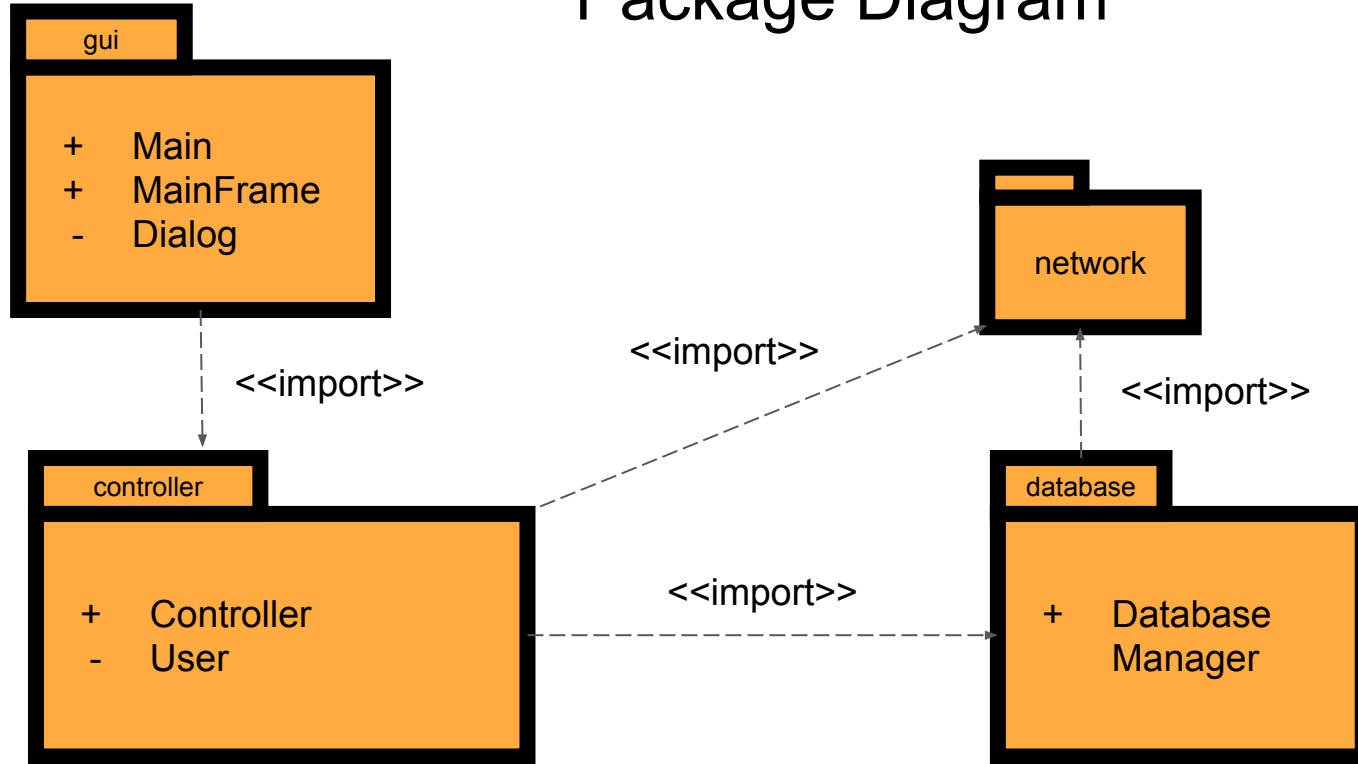 Package Diagram
gui
+ Main
+ MainFrame
- Dialog
network
<<import>>
<<import>>
<<import>>
controller
database
<<import>>
+ Controller
- User
+ Database
Manager